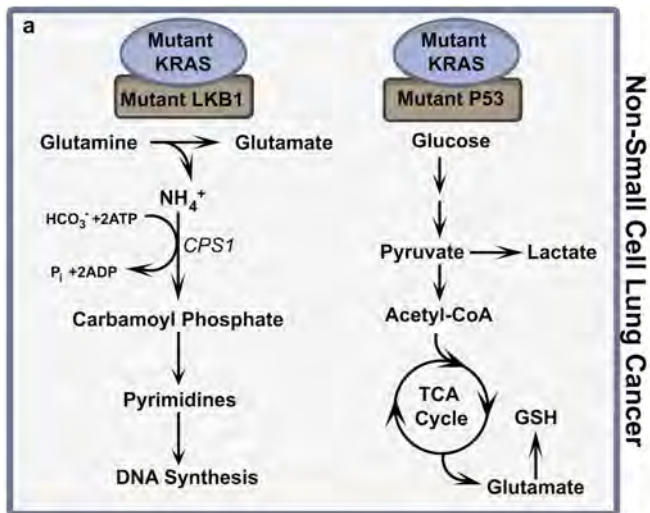 a
Mutant
KRAS
Mutant LKB1
Glutamine
Glutamate
NH4+
HCO3- +2ATP
CPS1
Pi +2ADP
Carbamoyl Phosphate
Pyrimidines
DNA Synthesis
Mutant
KRAS
Mutant P53
Glucose
Pyruvate
Lactate
Acetyl-CoA
TCA
Cycle
GSH
Glutamate
Non-Small Cell Lung Cancer